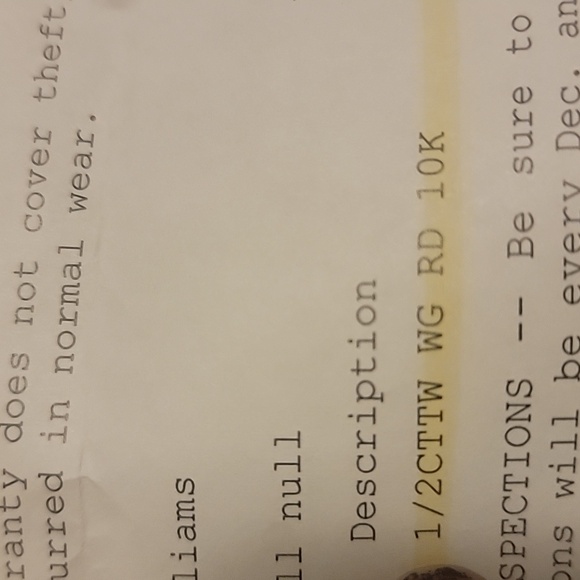 ranty does not cover theft
urred in normal wear.
liams
ll null
Description
1/2CTTW WG RD 10K
SPECTIONS -- Be sure to
ons will be every Dec. an